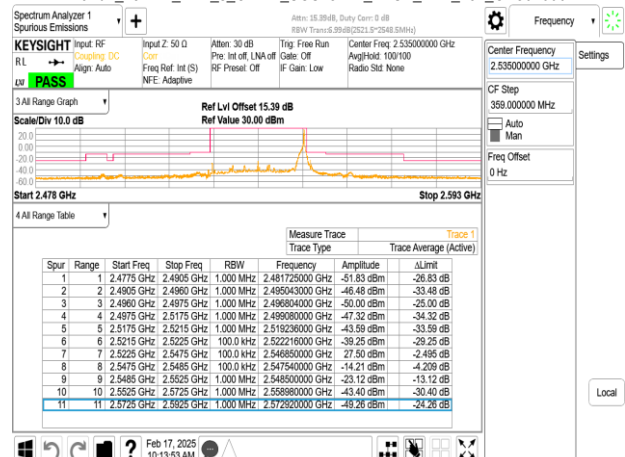 Spectrum Analyzer 1
Spurious Emissions
Attn: 15.39dB, Duty Corr: 0 dB
RBW Trans:6.99dB(2521.5~2548.5MHz)
Frequency
KEYSIGHT
Input: RF
Coupling: DC
Align: Auto
Input Z: 50 Ω
Corr
Freq Ref: Int (S)
NFE: Adaptive
Atten: 30 dB
Pre: Int off, LNA off
RF Presel: Off
Trig: Free Run
Gate: Off
IF Gain: Low
Center Freq: 2.535000000 GHz
Avg|Hold: 100/100
Radio Std: None
RL
LXI
PASS
Center Frequency
2.535000000 GHz
Settings
CF Step
359.000000 MHz
Auto
Man
Freq Offset
0 Hz
3 All Range Graph
Scale/Div 10.0 dB
Ref Lvl Offset 15.39 dB
Ref Value 30.00 dBm
20.0
0.00
-20.0
-40.0
-60.0
Start 2.478 GHz
Stop 2.593 GHz
4 All Range Table
Measure Trace Trace 1
Trace Type Trace Average (Active)
Spur Range Start Freq Stop Freq RBW Frequency Amplitude ΔLimit
1 1 2.4775 GHz 2.4905 GHz 1.000 MHz 2.481725000 GHz -51.83 dBm -26.83 dB
2 2 2.4905 GHz 2.4960 GHz 1.000 MHz 2.495043000 GHz -46.48 dBm -33.48 dB
3 3 2.4960 GHz 2.4975 GHz 1.000 MHz 2.496804000 GHz -50.00 dBm -25.00 dB
4 4 2.4975 GHz 2.5175 GHz 1.000 MHz 2.499080000 GHz -47.32 dBm -34.32 dB
5 5 2.5175 GHz 2.5215 GHz 1.000 MHz 2.519236000 GHz -43.59 dBm -33.59 dB
6 6 2.5215 GHz 2.5225 GHz 100.0 kHz 2.522216000 GHz -39.25 dBm -29.25 dB
7 7 2.5225 GHz 2.5475 GHz 100.0 kHz 2.546850000 GHz 27.50 dBm -2.495 dB
8 8 2.5475 GHz 2.5485 GHz 100.0 kHz 2.547540000 GHz -14.21 dBm -4.209 dB
9 9 2.5485 GHz 2.5525 GHz 1.000 MHz 2.548500000 GHz -23.12 dBm -13.12 dB
10 10 2.5525 GHz 2.5725 GHz 1.000 MHz 2.558980000 GHz -43.40 dBm -30.40 dB
11 11 2.5725 GHz 2.5925 GHz 1.000 MHz 2.572920000 GHz -49.26 dBm -24.26 dB
Local
Feb 17, 2025
10:13:53 AM